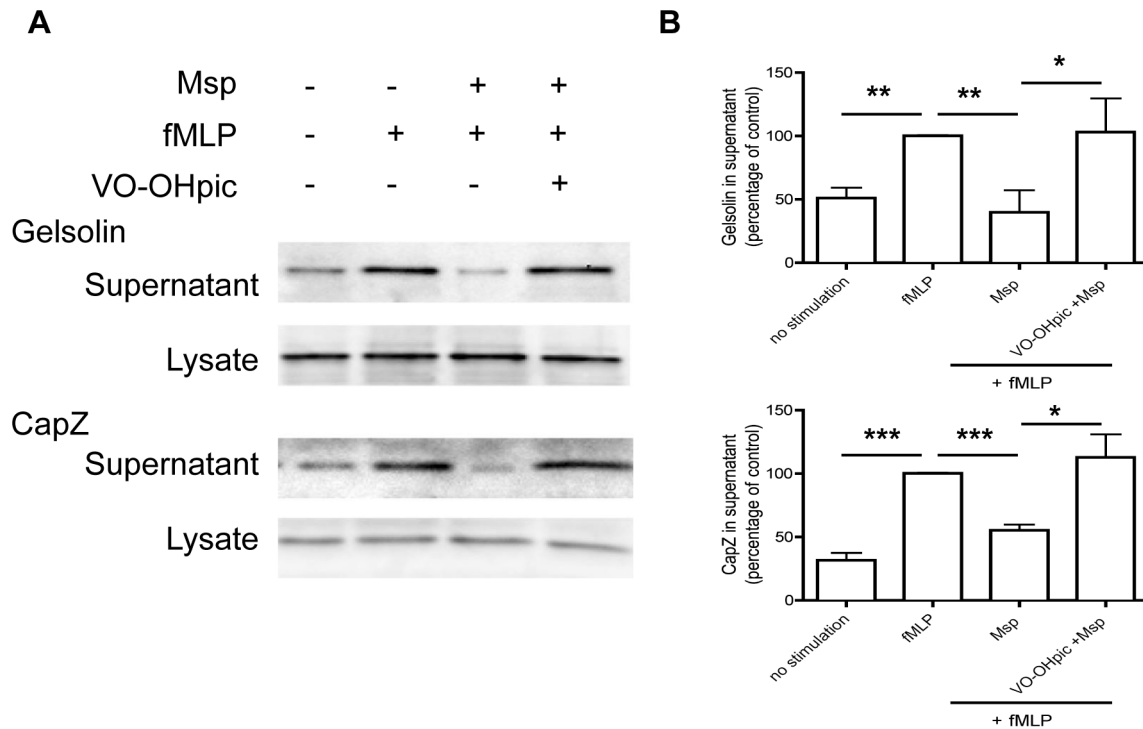 A
Msp - - + +
fMLP - + + +
VO-OHpic - - - +
Gelsolin
Supernatant
Lysate
CapZ
Supernatant
Lysate
B
Gelsolin in supernatant
(percentage of control)
150
100
50
0
** ** *
no stimulation
fMLP
Msp
VO-OHpic +Msp
+ fMLP
CapZ in supernatant
(percentage of control)
150
100
50
0
*** *** *
no stimulation
fMLP
Msp
VO-OHpic +Msp
+ fMLP